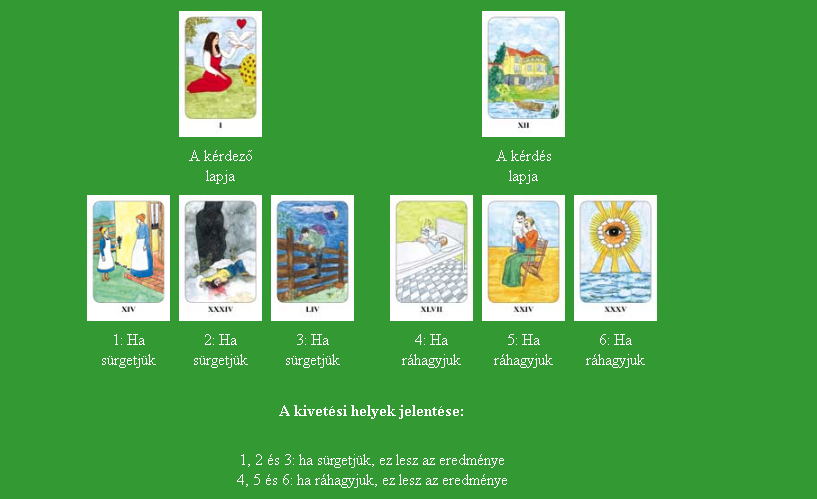 I
XII
A kérdező
lapja
A kérdés
lapja
XIV
XXXIV
LIV
XLVII
XXIV
XXXV
1: Ha
sürgetjük
2: Ha
sürgetjük
3: Ha
sürgetjük
4: Ha
ráhagyjuk
5: Ha
ráhagyjuk
6: Ha
ráhagyjuk
A kivetési helyek jelentése:
1, 2 és 3: ha sürgetjük, ez lesz az eredménye
4, 5 és 6: ha ráhagyjuk, ez lesz az eredménye